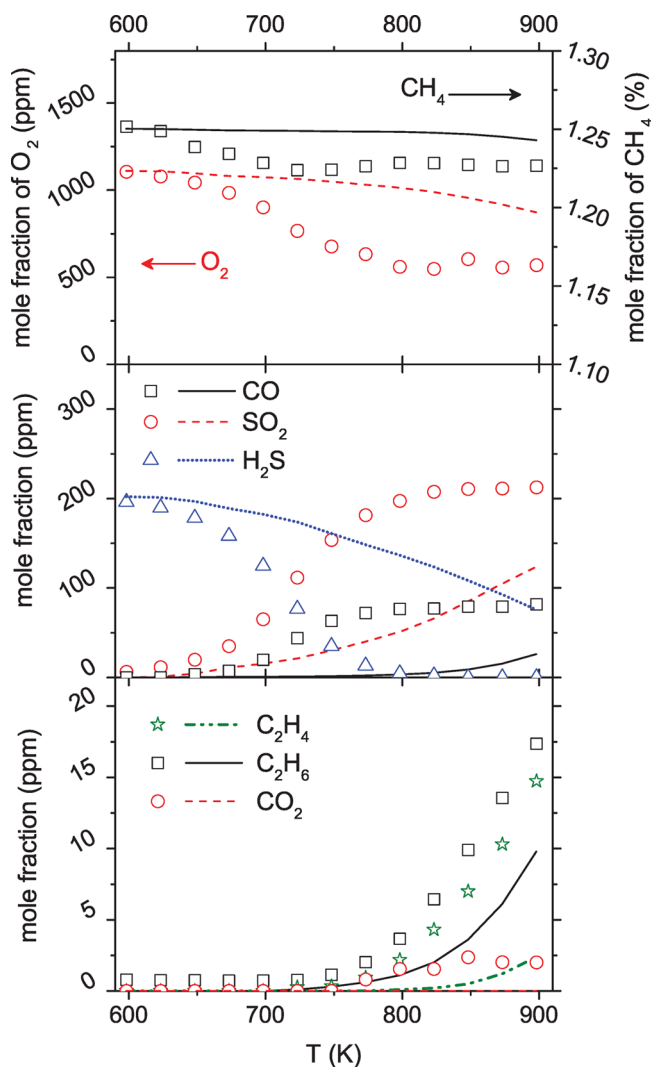 600 700 800 900
mole fraction of O₂ (ppm)
1500
1000
500
0
CH₄
O₂
1.30
1.25
1.20
1.15
1.10
mole fraction of CH₄ (%)
mole fraction (ppm)
300
200
100
0
CO
SO₂
H₂S
mole fraction (ppm)
20
15
10
5
0
C₂H₄
C₂H₆
CO₂
600 700 800 900
T (K)